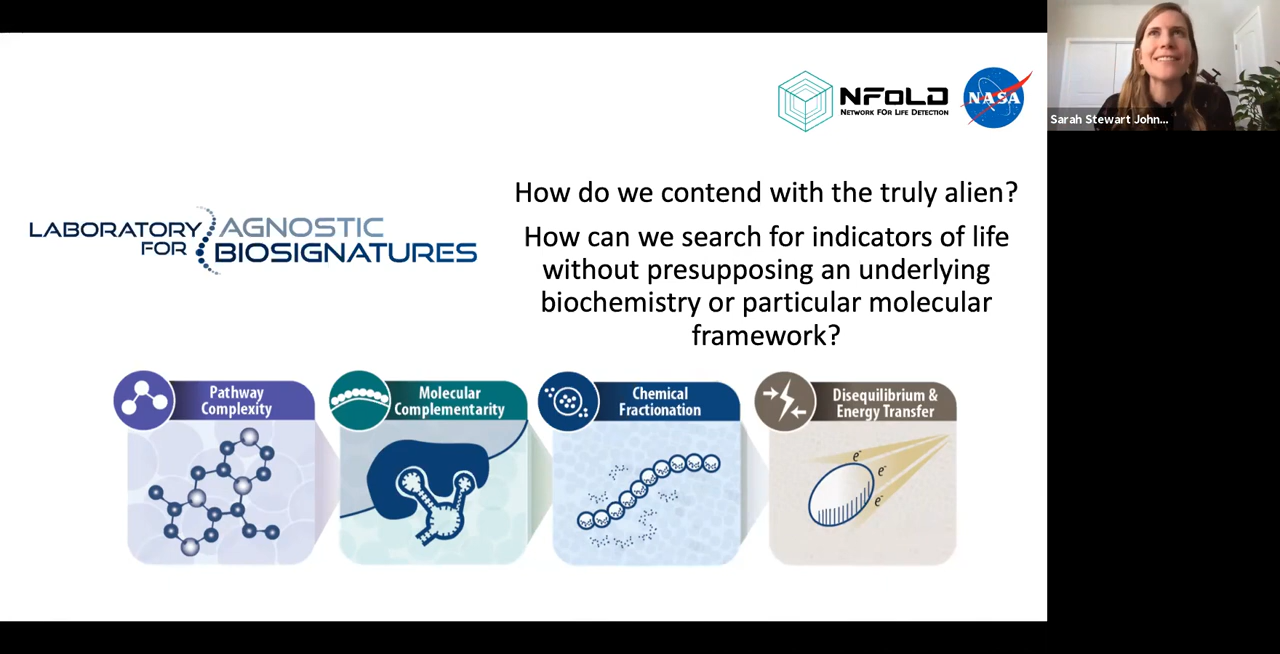 NFoLD
Network FOr Life Detection
NASA
Sarah Stewart John...
How do we contend with the truly alien?
How can we search for indicators of life
without presupposing an underlying
biochemistry or particular molecular
framework?
LABORATORY FOR
AGNOSTIC BIOSIGNATURES
Pathway
Complexity
Molecular
Complementarity
Chemical
Fractionation
Disequilibrium &
Energy Transfer
e-
e-
e-